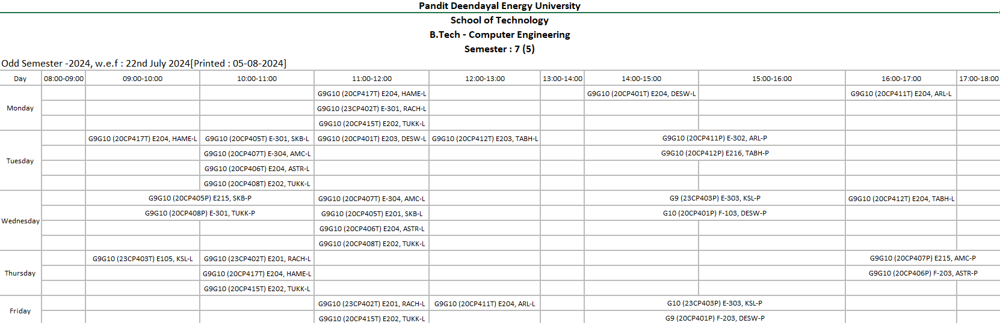 Pandit Deendayal Energy University
School of Technology
B.Tech - Computer Engineering
Semester : 7 (5)
Odd Semester -2024, w.e.f : 22nd July 2024[Printed : 05-08-2024]
Day 08:00-09:00 09:00-10:00 10:00-11:00 11:00-12:00 12:00-13:00 13:00-14:00 14:00-15:00 15:00-16:00 16:00-17:00 17:00-18:00
G9G10 (20CP417T) E204, HAME-L G9G10 (20CP401T) E204, DESW-L G9G10 (20CP411T) E204, ARL-L
Monday G9G10 (23CP402T) E-301, RACH-L
G9G10 (20CP415T) E202, TUKK-L
G9G10 (20CP417T) E204, HAME-L G9G10 (20CP405T) E-301, SKB-L G9G10 (20CP401T) E203, DESW-L G9G10 (20CP412T) E203, TABH-L G9G10 (20CP411P) E-302, ARL-P
G9G10 (20CP407T) E-304, AMC-L G9G10 (20CP412P) E216, TABH-P
Tuesday
G9G10 (20CP406T) E204, ASTR-L
G9G10 (20CP408T) E202, TUKK-L
G9G10 (20CP405P) E215, SKB-P G9G10 (20CP407T) E-304, AMC-L G9 (23CP403P) E-303, KSL-P G9G10 (20CP412T) E204, TABH-L
G9G10 (20CP408P) E-301, TUKK-P G9G10 (20CP405T) E201, SKB-L G10 (20CP401P) F-103, DESW-P
Wednesday
G9G10 (20CP406T) E204, ASTR-L
G9G10 (20CP408T) E202, TUKK-L
G9G10 (23CP403T) E105, KSL-L G9G10 (23CP402T) E201, RACH-L G9G10 (20CP407P) E215, AMC-P
Thursday G9G10 (20CP417T) E204, HAME-L G9G10 (20CP406P) F-203, ASTR-P
G9G10 (20CP415T) E202, TUKK-L
G9G10 (23CP402T) E201, RACH-L G9G10 (20CP411T) E204, ARL-L G10 (23CP403P) E-303, KSL-P
Friday
G9G10 (20CP415T) E202, TUKK-L G9 (20CP401P) F-203, DESW-P